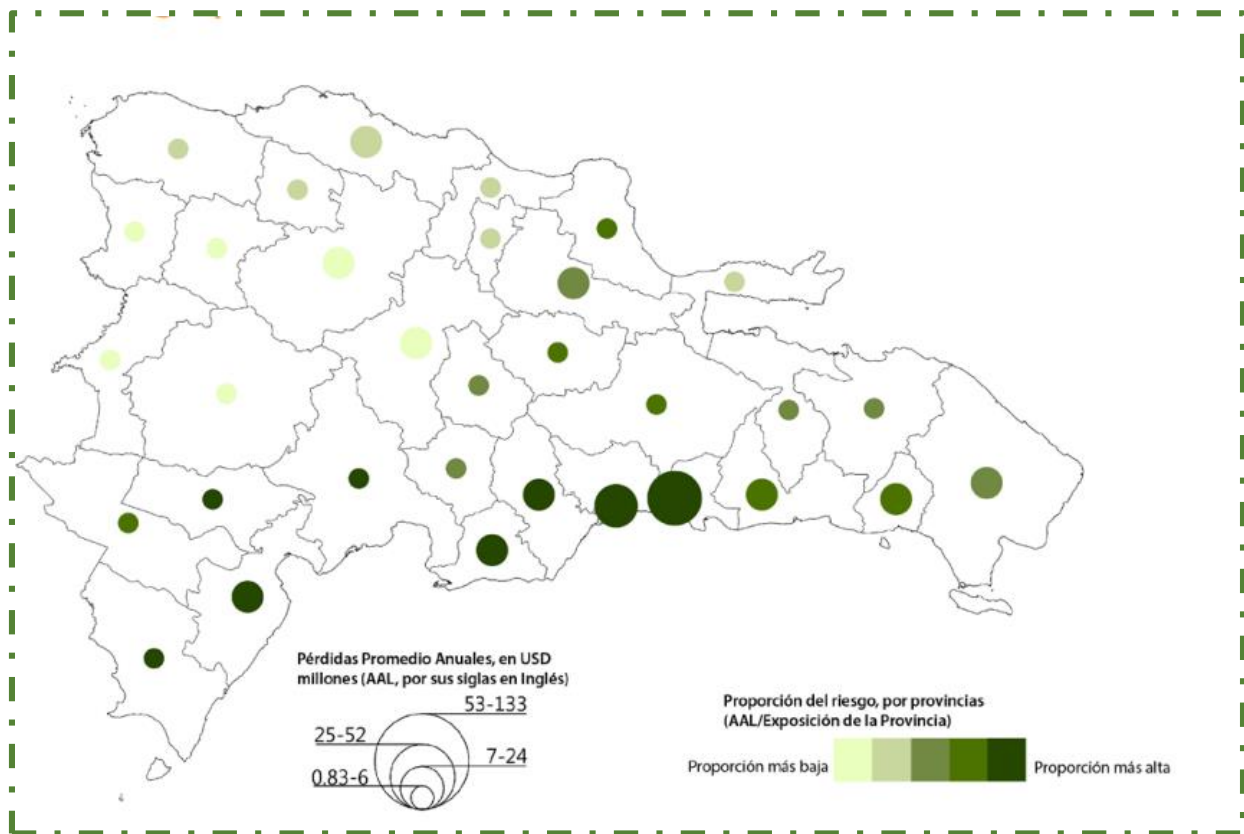 Pérdidas Promedio Anuales, en USD
millones (AAL, por sus siglas en Inglés)
53-133
25-52
7-24
0.83-6
Proporción del riesgo, por provincias
(AAL/Exposición de la Provincia)
Proporción más baja
Proporción más alta